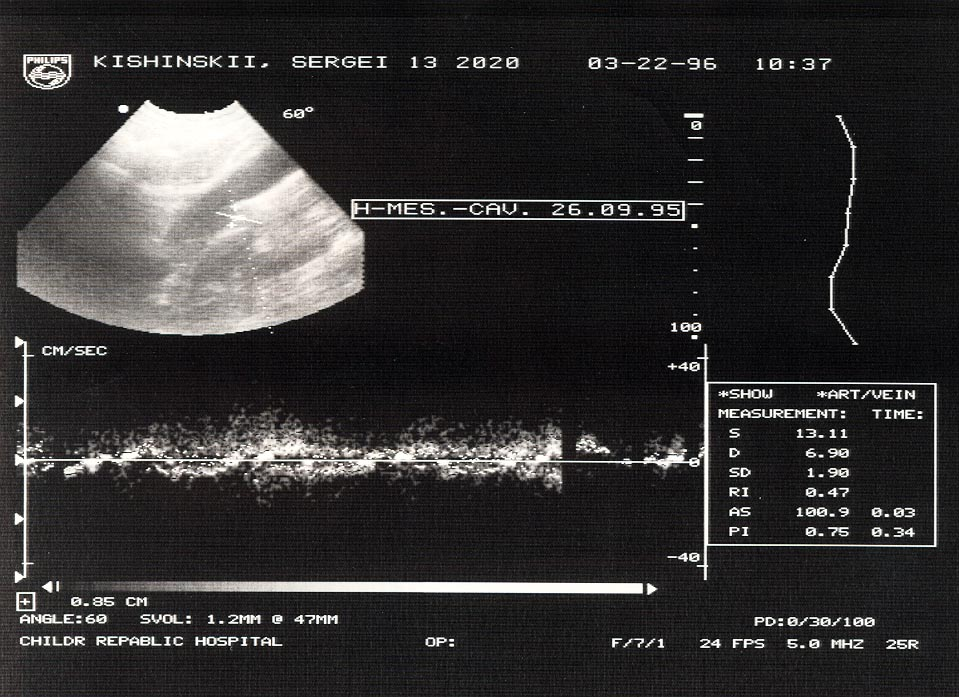 PHILIPS
KISHINSKII, SERGEI 13 2020 03-22-96 10:37
60°
0
H-MES.-CAV. 26.09.95
100
CM/SEC
+40
*SHOW *ART/VEIN
MEASUREMENT: TIME:
S 13.11
D 6.90
SD 1.90
RI 0.47
AS 100.9 0.03
PI 0.75 0.34
0
-40
+ 0.85 CM
ANGLE:60 SVOL: 1.2MM @ 47MM
PD:0/30/100
CHILDR REPABLIC HOSPITAL OP: F/7/1 24 FPS 5.0 MHZ 25R